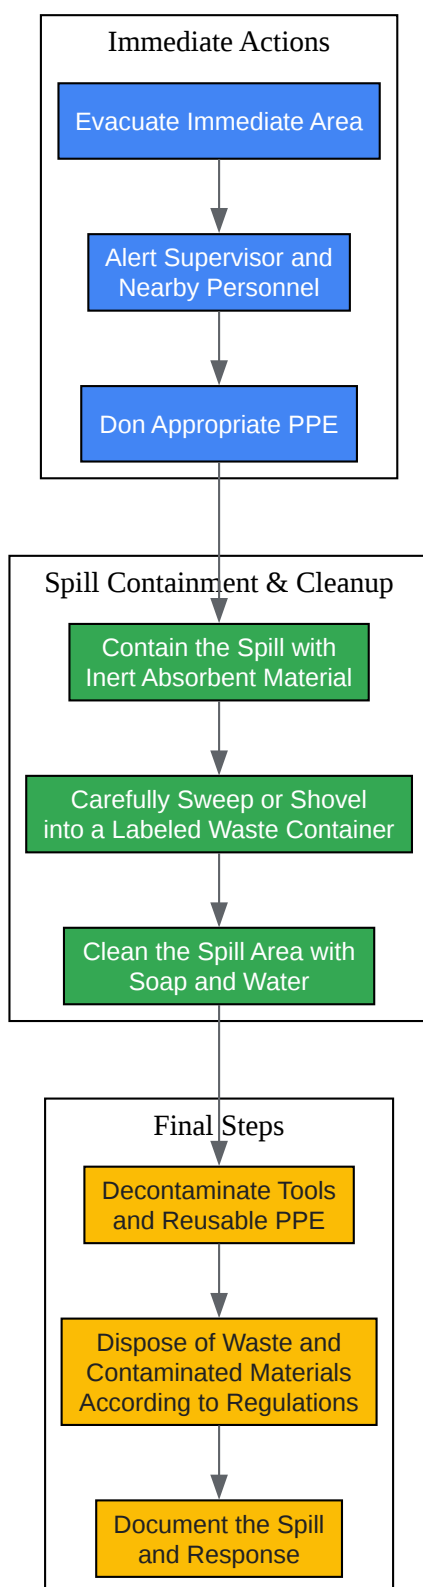 Immediate Actions
Evacuate Immediate Area
Alert Supervisor and
Nearby Personnel
Don Appropriate PPE
Spill Containment & Cleanup
Contain the Spill with
Inert Absorbent Material
Carefully Sweep or Shovel
into a Labeled Waste Container
Clean the Spill Area with
Soap and Water
Final Steps
Decontaminate Tools
and Reusable PPE
Dispose of Waste and
Contaminated Materials
According to Regulations
Document the Spill
and Response